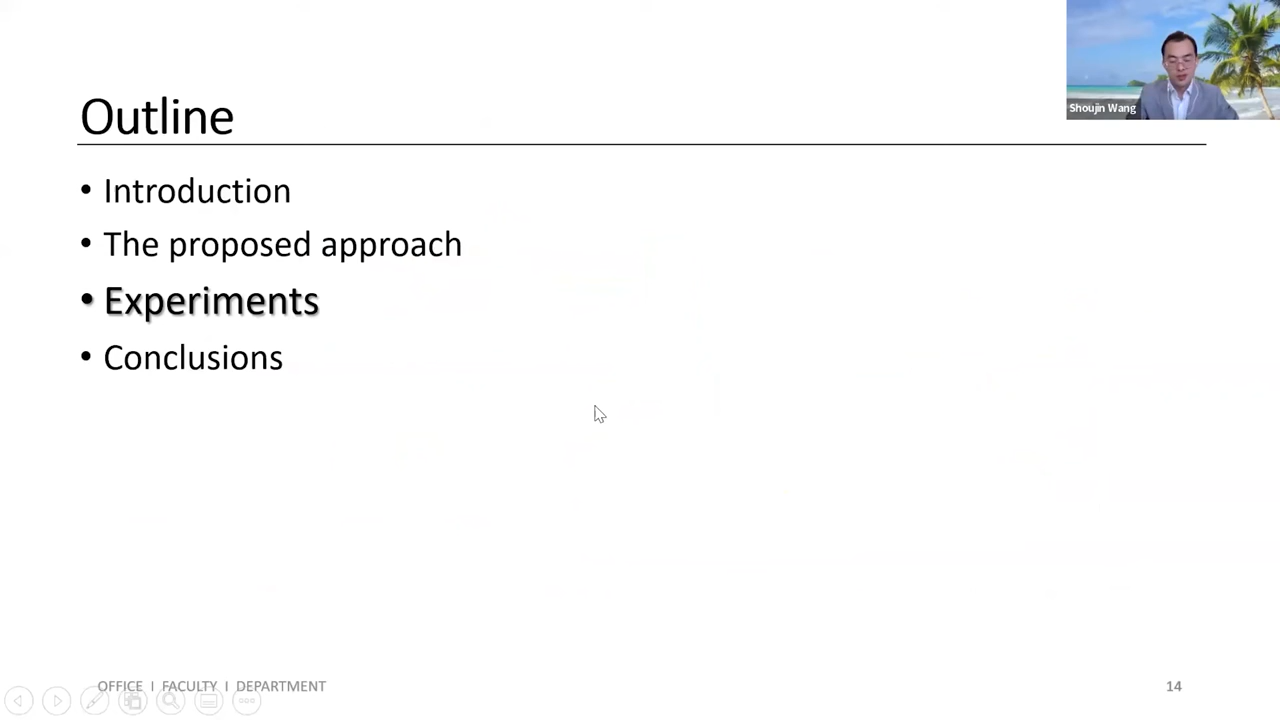 Shoujin Wang
Outline
• Introduction
• The proposed approach
• Experiments
• Conclusions
OFFICE I FACULTY I DEPARTMENT
14